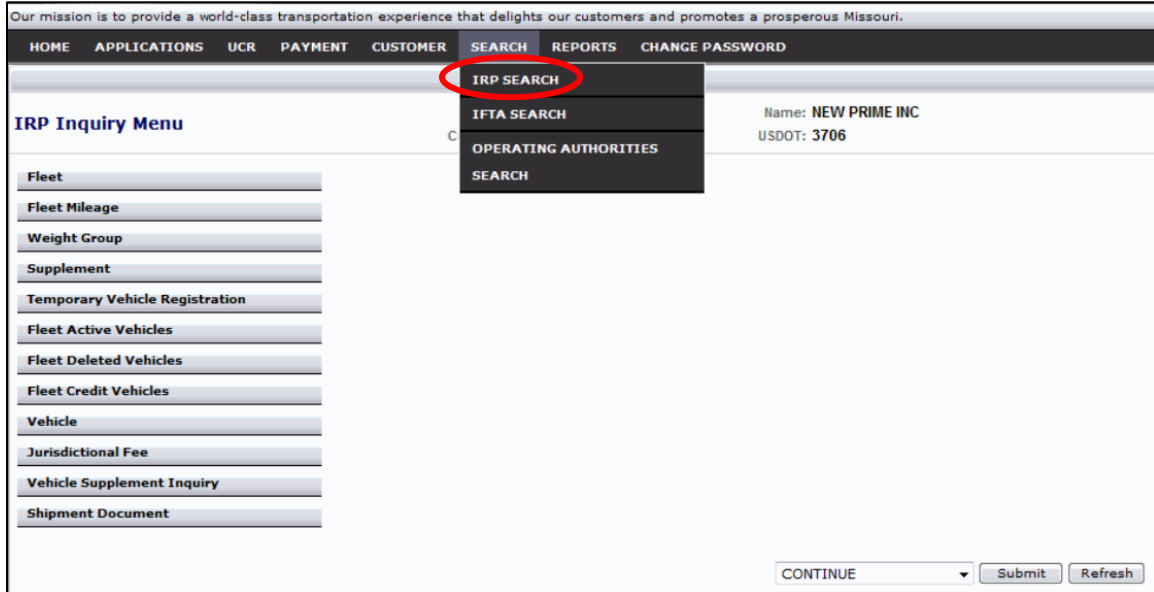 Our mission is to provide a world-class transportation experience that delights our customers and promotes a prosperous Missouri.
HOME APPLICATIONS UCR PAYMENT CUSTOMER SEARCH REPORTS CHANGE PASSWORD
IRP SEARCH
IFTA SEARCH
OPERATING AUTHORITIES
SEARCH
IRP Inquiry Menu
C
Name: NEW PRIME INC
USDOT: 3706
Fleet
Fleet Mileage
Weight Group
Supplement
Temporary Vehicle Registration
Fleet Active Vehicles
Fleet Deleted Vehicles
Fleet Credit Vehicles
Vehicle
Jurisdictional Fee
Vehicle Supplement Inquiry
Shipment Document
CONTINUE Submit Refresh